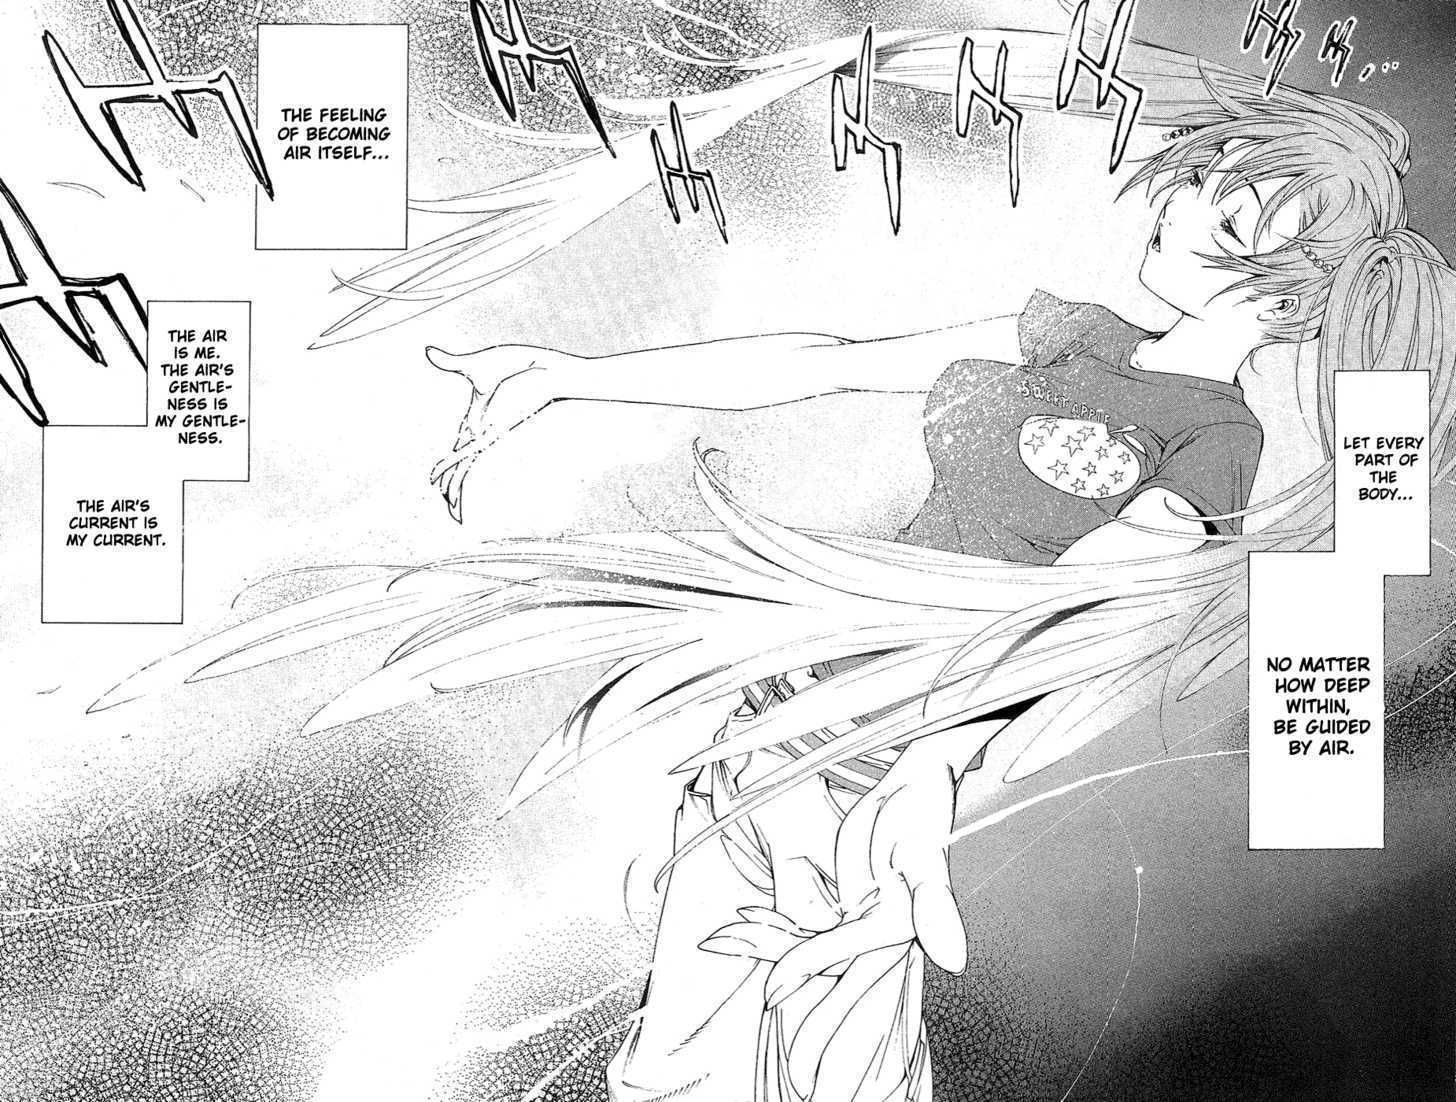 LET EVERY
PART OF
THE
BODY...
NO MATTER
HOW DEEP
WITHIN,
BE GUIDED
BY AIR.
SWEET APPLE
THE FEELING
OF BECOMING
AIR ITSELF...
THE AIR
IS ME.
THE AIR'S
GENTLE-
NESS IS
MY GENTLE-
NESS.
THE AIR'S
CURRENT IS
MY CURRENT.